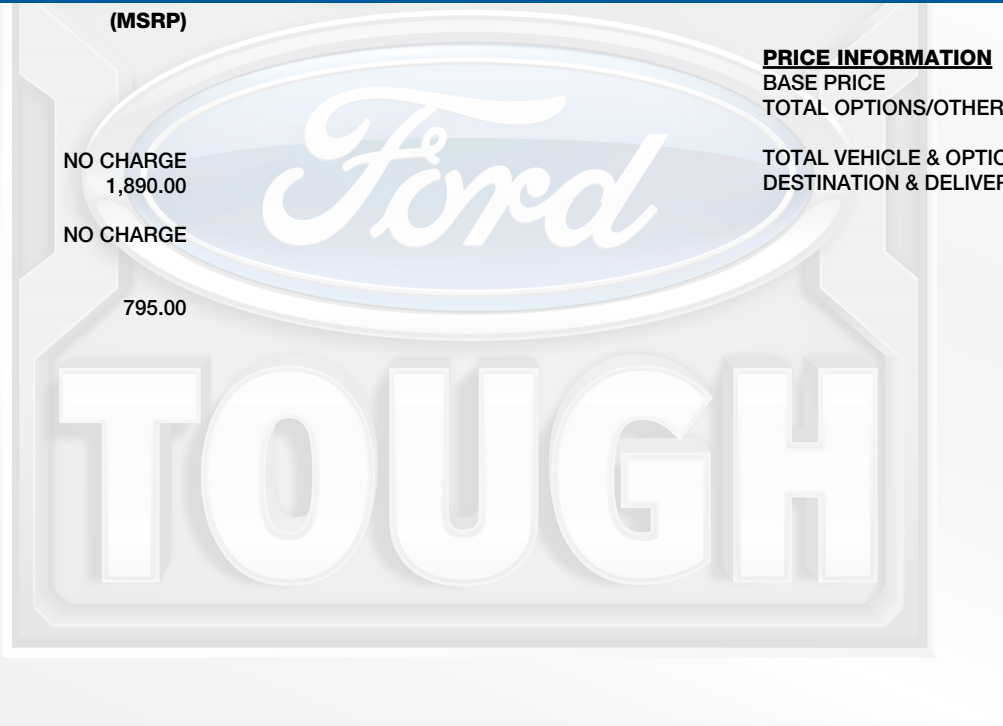 (MSRP)
NO CHARGE
1,890.00
NO CHARGE
795.00
PRICE INFORMATION
BASE PRICE
TOTAL OPTIONS/OTHER
TOTAL VEHICLE & OPTIO
DESTINATION & DELIVER
Ford
TOUGH